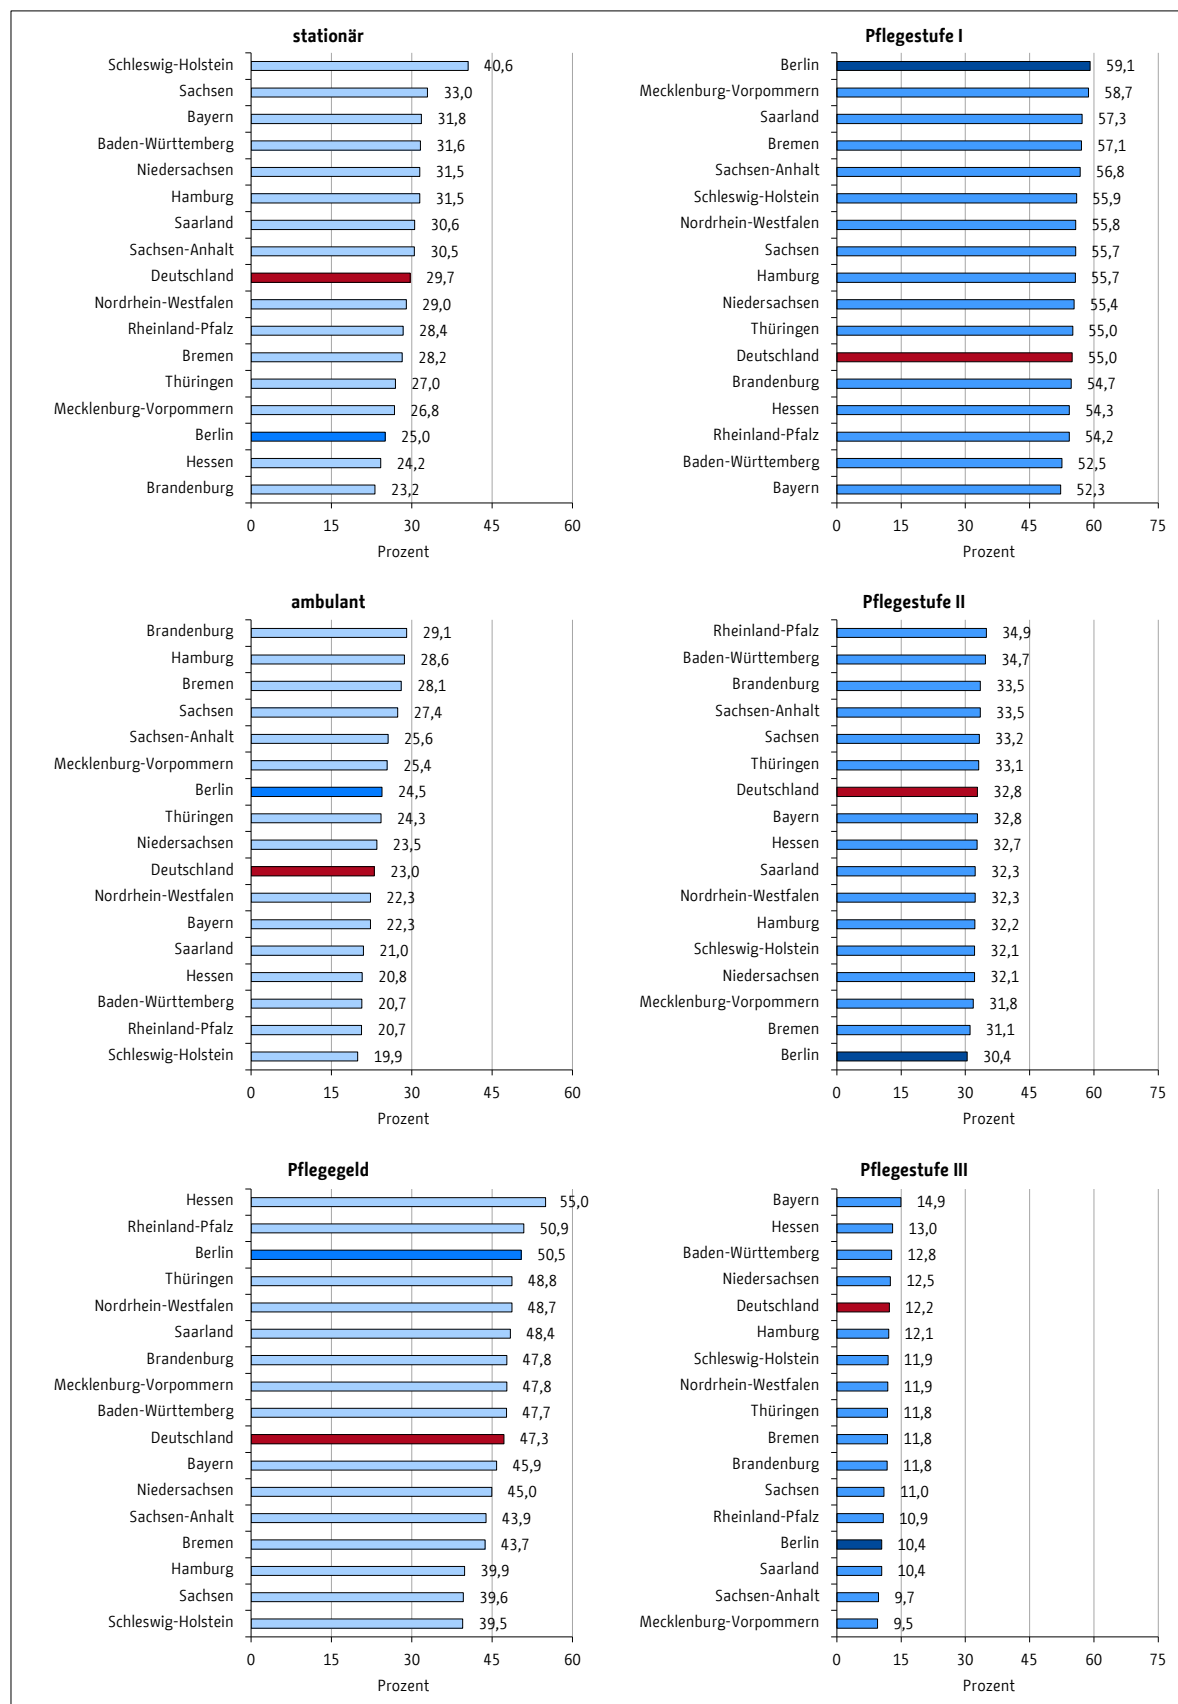 stationär
Schleswig-Holstein 40,6
Sachsen 33,0
Bayern 31,8
Baden-Württemberg 31,6
Niedersachsen 31,5
Hamburg 31,5
Saarland 30,6
Sachsen-Anhalt 30,5
Deutschland 29,7
Nordrhein-Westfalen 29,0
Rheinland-Pfalz 28,4
Bremen 28,2
Thüringen 27,0
Mecklenburg-Vorpommern 26,8
Berlin 25,0
Hessen 24,2
Brandenburg 23,2
0 15 30 45 60
Prozent
Pflegestufe I
Berlin 59,1
Mecklenburg-Vorpommern 58,7
Saarland 57,3
Bremen 57,1
Sachsen-Anhalt 56,8
Schleswig-Holstein 55,9
Nordrhein-Westfalen 55,8
Sachsen 55,7
Hamburg 55,7
Niedersachsen 55,4
Thüringen 55,0
Deutschland 55,0
Brandenburg 54,7
Hessen 54,3
Rheinland-Pfalz 54,2
Baden-Württemberg 52,5
Bayern 52,3
0 15 30 45 60 75
Prozent
ambulant
Brandenburg 29,1
Hamburg 28,6
Bremen 28,1
Sachsen 27,4
Sachsen-Anhalt 25,6
Mecklenburg-Vorpommern 25,4
Berlin 24,5
Thüringen 24,3
Niedersachsen 23,5
Deutschland 23,0
Nordrhein-Westfalen 22,3
Bayern 22,3
Saarland 21,0
Hessen 20,8
Baden-Württemberg 20,7
Rheinland-Pfalz 20,7
Schleswig-Holstein 19,9
0 15 30 45 60
Prozent
Pflegestufe II
Rheinland-Pfalz 34,9
Baden-Württemberg 34,7
Brandenburg 33,5
Sachsen-Anhalt 33,5
Sachsen 33,2
Thüringen 33,1
Deutschland 32,8
Bayern 32,8
Hessen 32,7
Saarland 32,3
Nordrhein-Westfalen 32,3
Hamburg 32,2
Schleswig-Holstein 32,1
Niedersachsen 32,1
Mecklenburg-Vorpommern 31,8
Bremen 31,1
Berlin 30,4
0 15 30 45 60 75
Prozent
Pflegegeld
Hessen 55,0
Rheinland-Pfalz 50,9
Berlin 50,5
Thüringen 48,8
Nordrhein-Westfalen 48,7
Saarland 48,4
Brandenburg 47,8
Mecklenburg-Vorpommern 47,8
Baden-Württemberg 47,7
Deutschland 47,3
Bayern 45,9
Niedersachsen 45,0
Sachsen-Anhalt 43,9
Bremen 43,7
Hamburg 39,9
Sachsen 39,6
Schleswig-Holstein 39,5
0 15 30 45 60
Prozent
Pflegestufe III
Bayern 14,9
Hessen 13,0
Baden-Württemberg 12,8
Niedersachsen 12,5
Deutschland 12,2
Hamburg 12,1
Schleswig-Holstein 11,9
Nordrhein-Westfalen 11,9
Thüringen 11,8
Bremen 11,8
Brandenburg 11,8
Sachsen 11,0
Rheinland-Pfalz 10,9
Berlin 10,4
Saarland 10,4
Sachsen-Anhalt 9,7
Mecklenburg-Vorpommern 9,5
0 15 30 45 60 75
Prozent